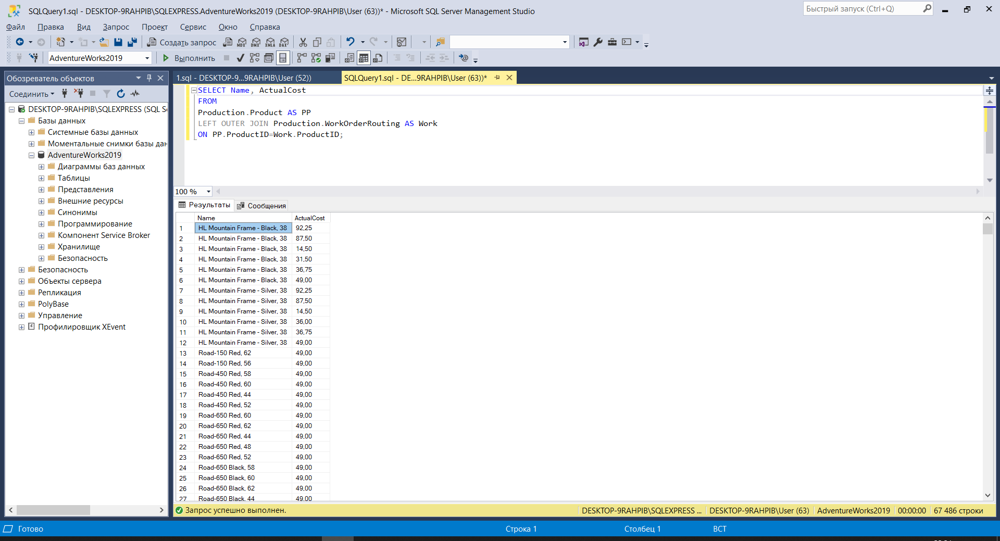 SQLQuery1.sql - DESKTOP-9RAHPIB\SQLEXPRESS.AdventureWorks2019 (DESKTOP-9RAHPIB\User (63))* - Microsoft SQL Server Management Studio
Быстрый запуск (Ctrl+Q)
Файл Правка Вид Запрос Проект Сервис Окно Справка
Создать запрос MDX DMX XMLA DAX
AdventureWorks2019 Выполнить
Обозреватель объектов
Соединить
DESKTOP-9RAHPIB\SQLEXPRESS (SQL S
Базы данных
Системные базы данных
Моментальные снимки базы дан
AdventureWorks2019
Диаграммы баз данных
Таблицы
Представления
Внешние ресурсы
Синонимы
Программирование
Компонент Service Broker
Хранилище
Безопасность
Безопасность
Объекты сервера
Репликация
PolyBase
Управление
Профилировщик XEvent
1.sql - DESKTOP-9...9RAHPIB\User (52))
SQLQuery1.sql - DE...9RAHPIB\User (63))*
SELECT Name, ActualCost
FROM
Production.Product AS PP
LEFT OUTER JOIN Production.WorkOrderRouting AS Work
ON PP.ProductID=Work.ProductID;
100 %
Результаты Сообщения
Name ActualCost
1 HL Mountain Frame - Black, 38 92,25
2 HL Mountain Frame - Black, 38 87,50
3 HL Mountain Frame - Black, 38 14,50
4 HL Mountain Frame - Black, 38 31,50
5 HL Mountain Frame - Black, 38 36,75
6 HL Mountain Frame - Black, 38 49,00
7 HL Mountain Frame - Silver, 38 92,25
8 HL Mountain Frame - Silver, 38 87,50
9 HL Mountain Frame - Silver, 38 14,50
10 HL Mountain Frame - Silver, 38 36,00
11 HL Mountain Frame - Silver, 38 36,75
12 HL Mountain Frame - Silver, 38 49,00
13 Road-150 Red, 62 49,00
14 Road-150 Red, 56 49,00
15 Road-450 Red, 58 49,00
16 Road-450 Red, 60 49,00
17 Road-450 Red, 44 49,00
18 Road-450 Red, 52 49,00
19 Road-650 Red, 60 49,00
20 Road-650 Red, 62 49,00
21 Road-650 Red, 44 49,00
22 Road-650 Red, 48 49,00
23 Road-650 Red, 52 49,00
24 Road-650 Black, 58 49,00
25 Road-650 Black, 60 49,00
26 Road-650 Black, 62 49,00
27 Road-650 Black, 44 49,00
Запрос успешно выполнен.
DESKTOP-9RAHPIB\SQLEXPRESS ... DESKTOP-9RAHPIB\User (63) AdventureWorks2019 00:00:00 67 486 строки
Готово Строка 1 Столбец 1 ВСТ